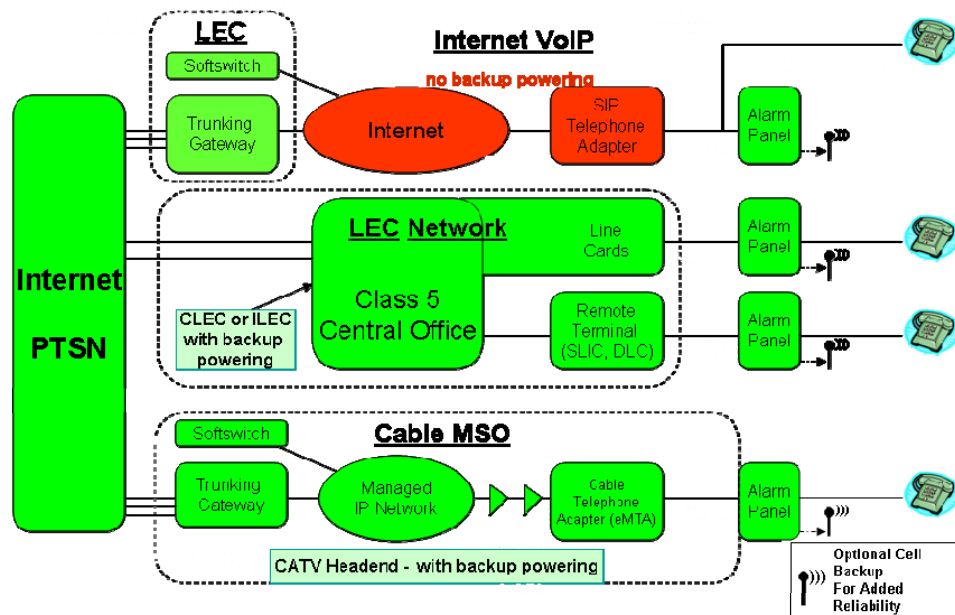 LEC
Softswitch
Trunking
Gateway
Internet VoIP
no backup powering
Internet
SIP
Telephone
Adapter
Alarm
Panel
Internet
PTSN
LEC Network
Class 5
Central Office
Line
Cards
Alarm
Panel
CLEC or ILEC
with backup
powering
Remote
Terminal
(SLIC, DLC)
Alarm
Panel
Cable MSO
Softswitch
Trunking
Gateway
Managed
IP Network
Cable
Telephone
Adapter (eMTA)
Alarm
Panel
CATV Headend - with backup powering
Optional Cell
Backup
For Added
Reliability